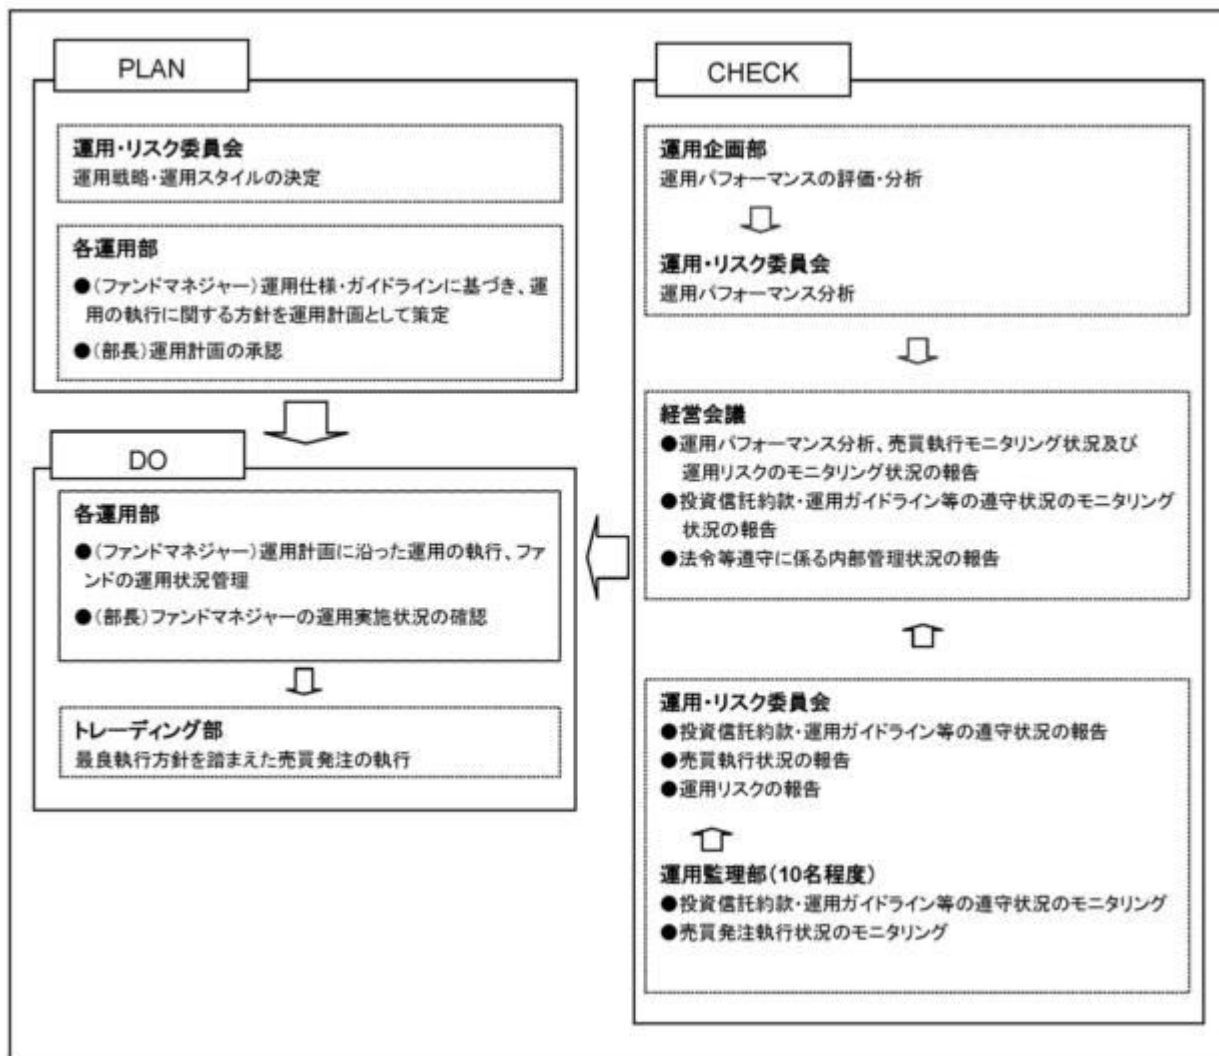 PLAN
運用・リスク委員会
運用戦略・運用スタイルの決定
各運用部
●(ファンドマネジャー)運用仕様・ガイドラインに基づき、運
用の執行に関する方針を運用計画として策定
●(部長)運用計画の承認
DO
各運用部
●(ファンドマネジャー)運用計画に沿った運用の執行、ファ
ンドの運用状況管理
●(部長)ファンドマネジャーの運用実施状況の確認
トレーディング部
最良執行方針を踏まえた売買発注の執行
CHECK
運用企画部
運用パフォーマンスの評価・分析
運用・リスク委員会
運用パフォーマンス分析
経営会議
●運用パフォーマンス分析、売買執行モニタリング状況及び
運用リスクのモニタリング状況の報告
●投資信託約款・運用ガイドライン等の遵守状況のモニタリング
状況の報告
●法令等遵守に係る内部管理状況の報告
運用・リスク委員会
●投資信託約款・運用ガイドライン等の遵守状況の報告
●売買執行状況の報告
●運用リスクの報告
運用監理部(10名程度)
●投資信託約款・運用ガイドライン等の遵守状況のモニタリング
●売買発注執行状況のモニタリング